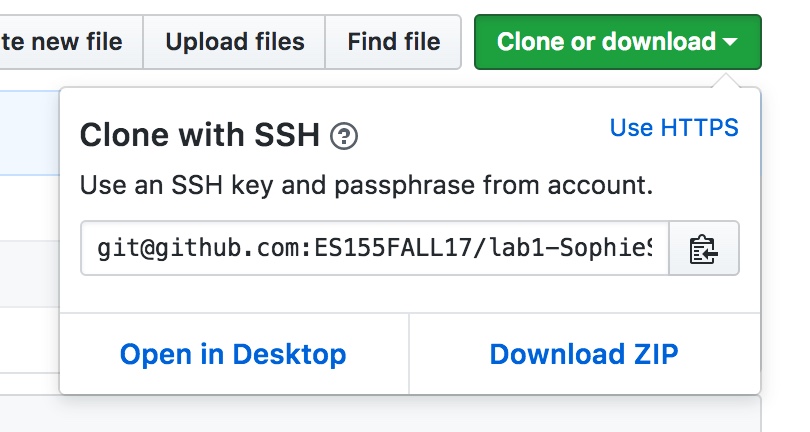 te new file Upload files Find file Clone or download
Clone with SSH ?
Use HTTPS
Use an SSH key and passphrase from account.
git@github.com:ES155FALL17/lab1-SophieS
Open in Desktop Download ZIP